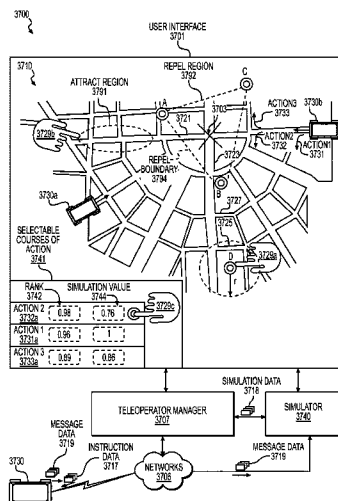 3700
USER INTERFACE
3701
3710
REPEL REGION
3792
ATTRACT REGION
3791
C
A
3703
3721
ACTION3
3733
3730b
3729b
ACTION2
3732
ACTION1
3731
3723
REPEL
BOUNDARY
3794
B
3730a
3727
3725
SELECTABLE
COURSES OF
ACTION
3741
D
3729a
r
RANK
3742
SIMULATION VALUE
3744
3729c
ACTION 2
3732a
0.98
0.76
ACTION 1
3731a
0.96
1
ACTION 3
3733a
0.89
0.86
SIMULATION DATA
3718
TELEOPERATOR MANAGER
3707
SIMULATOR
3740
MESSAGE
DATA
3719
3730
INSTRUCTION
DATA
3717
NETWORKS
3706
MESSAGE DATA
3719